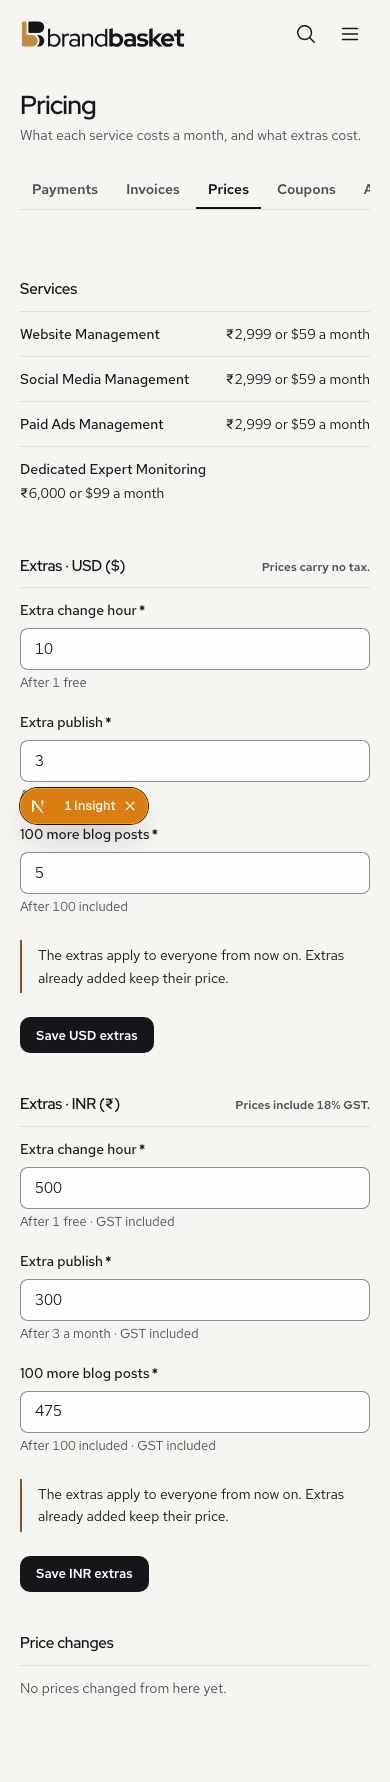 brandbasket
Pricing
What each service costs a month, and what extras cost.
Payments Invoices Prices Coupons
Services
Website Management ₹2,999 or $59 a month
Social Media Management ₹2,999 or $59 a month
Paid Ads Management ₹2,999 or $59 a month
Dedicated Expert Monitoring
₹6,000 or $99 a month
Extras · USD ($) Prices carry no tax.
Extra change hour *
10
After 1 free
Extra publish *
3
1 Insight
100 more blog posts *
5
After 100 included
The extras apply to everyone from now on. Extras
already added keep their price.
Save USD extras
Extras · INR (₹) Prices include 18% GST.
Extra change hour *
500
After 1 free · GST included
Extra publish *
300
After 3 a month · GST included
100 more blog posts *
475
After 100 included · GST included
The extras apply to everyone from now on. Extras
already added keep their price.
Save INR extras
Price changes
No prices changed from here yet.